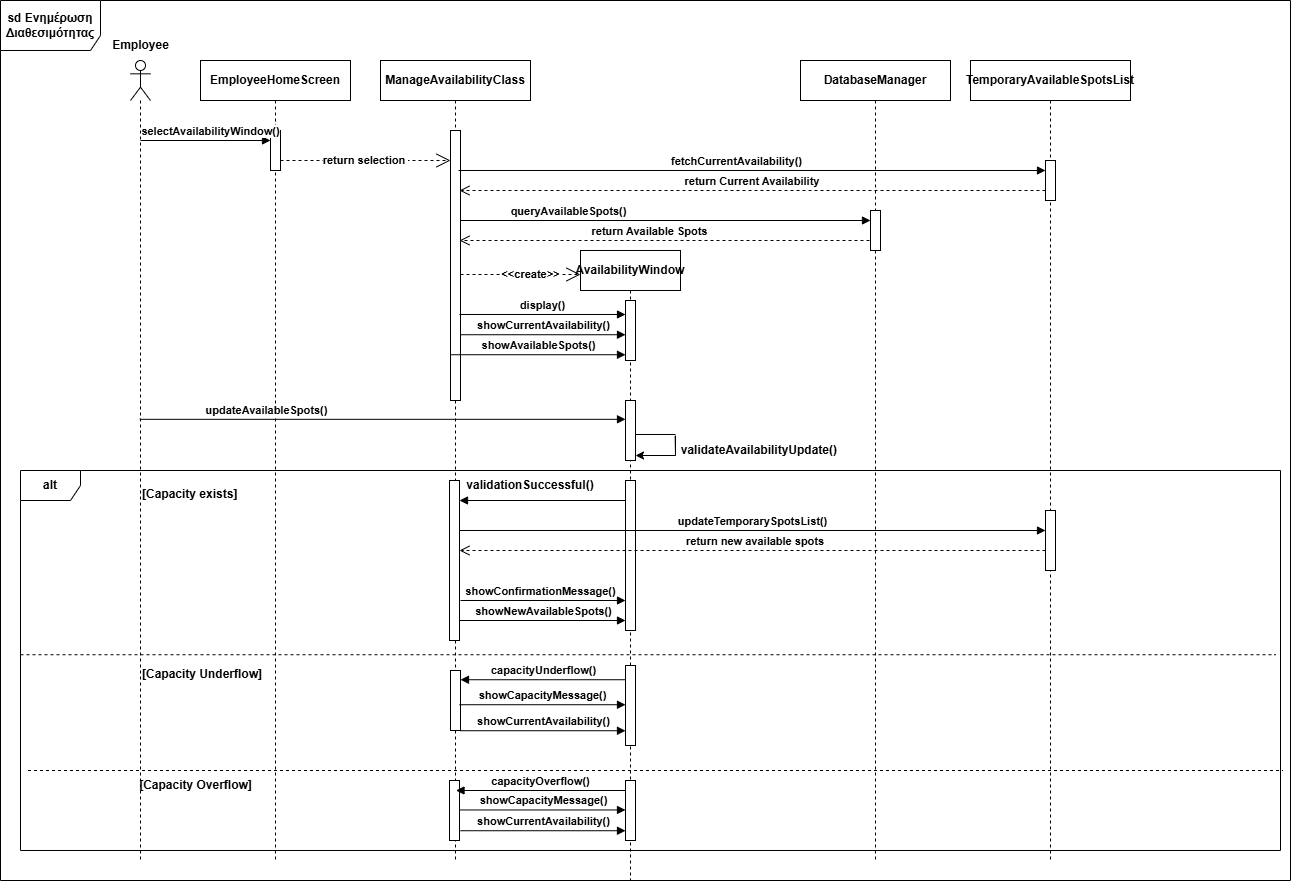 sd Ενημέρωση
Διαθεσιμότητας
Employee
EmployeeHomeScreen
ManageAvailabilityClass
DatabaseManager
TemporaryAvailableSpotsList
selectAvailabilityWindow()
return selection
fetchCurrentAvailability()
return Current Availability
queryAvailableSpots()
return Available Spots
<<create>>
AvailabilityWindow
display()
showCurrentAvailability()
showAvailableSpots()
updateAvailableSpots()
validateAvailabilityUpdate()
alt
[Capacity exists]
validationSuccessful()
updateTemporarySpotsList()
return new available spots
showConfirmationMessage()
showNewAvailableSpots()
[Capacity Underflow]
capacityUnderflow()
showCapacityMessage()
showCurrentAvailability()
[Capacity Overflow]
capacityOverflow()
showCapacityMessage()
showCurrentAvailability()